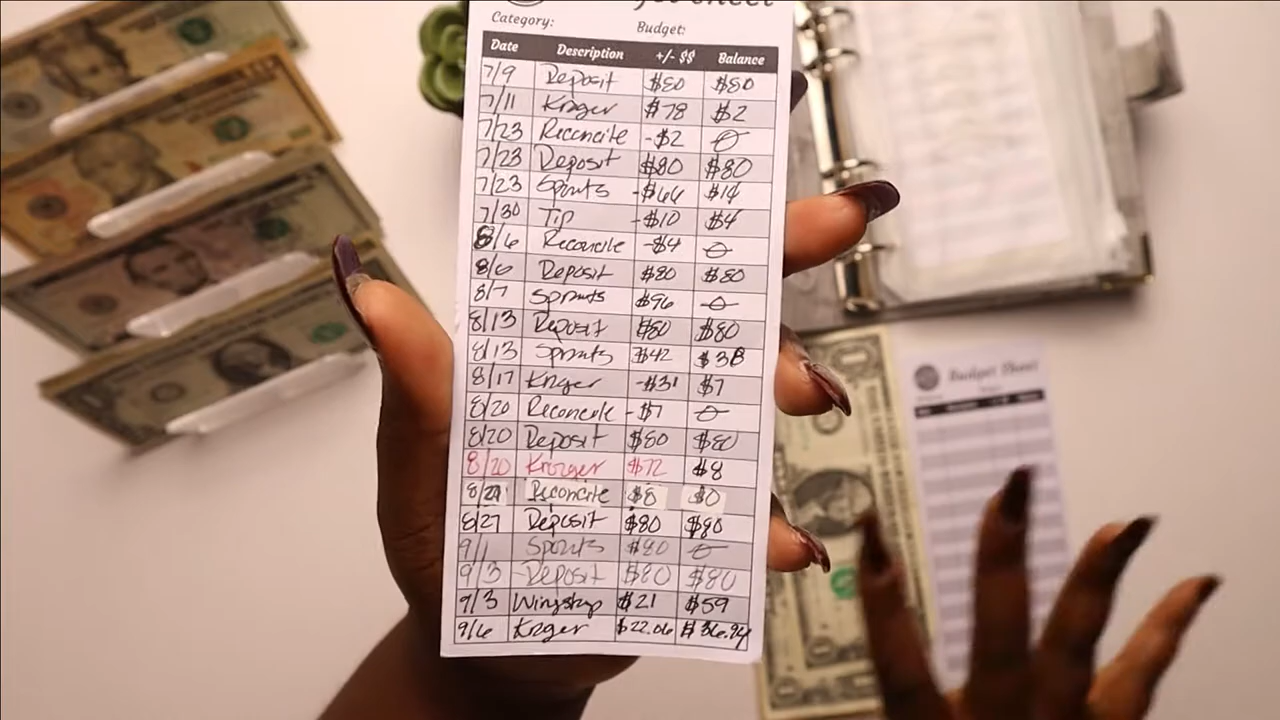 Category: Budget:
Date Description +/- $$ Balance
7/9 Deposit $80 $80
7/11 Kroger $78 $2
7/23 Reconcile -$2 0
7/23 Deposit $80 $80
7/23 Sprouts -$66 $14
7/30 Tip -$10 $4
8/6 Reconcile -$4 0
8/6 Deposit $80 $80
8/7 Sprouts $96 0
8/13 Deposit $80 $80
8/13 Sprouts $42 $38
8/17 Kroger -$31 $7
8/20 Reconcile -$7 0
8/20 Deposit $80 $80
8/20 Kroger $72 $8
8/27 Reconcile $8 $0
8/27 Deposit $80 $80
9/1 Sprouts $80 0
9/3 Deposit $80 $80
9/3 Wingstop $21 $59
9/6 Kroger $22.06 $36.94
Budget Sheet